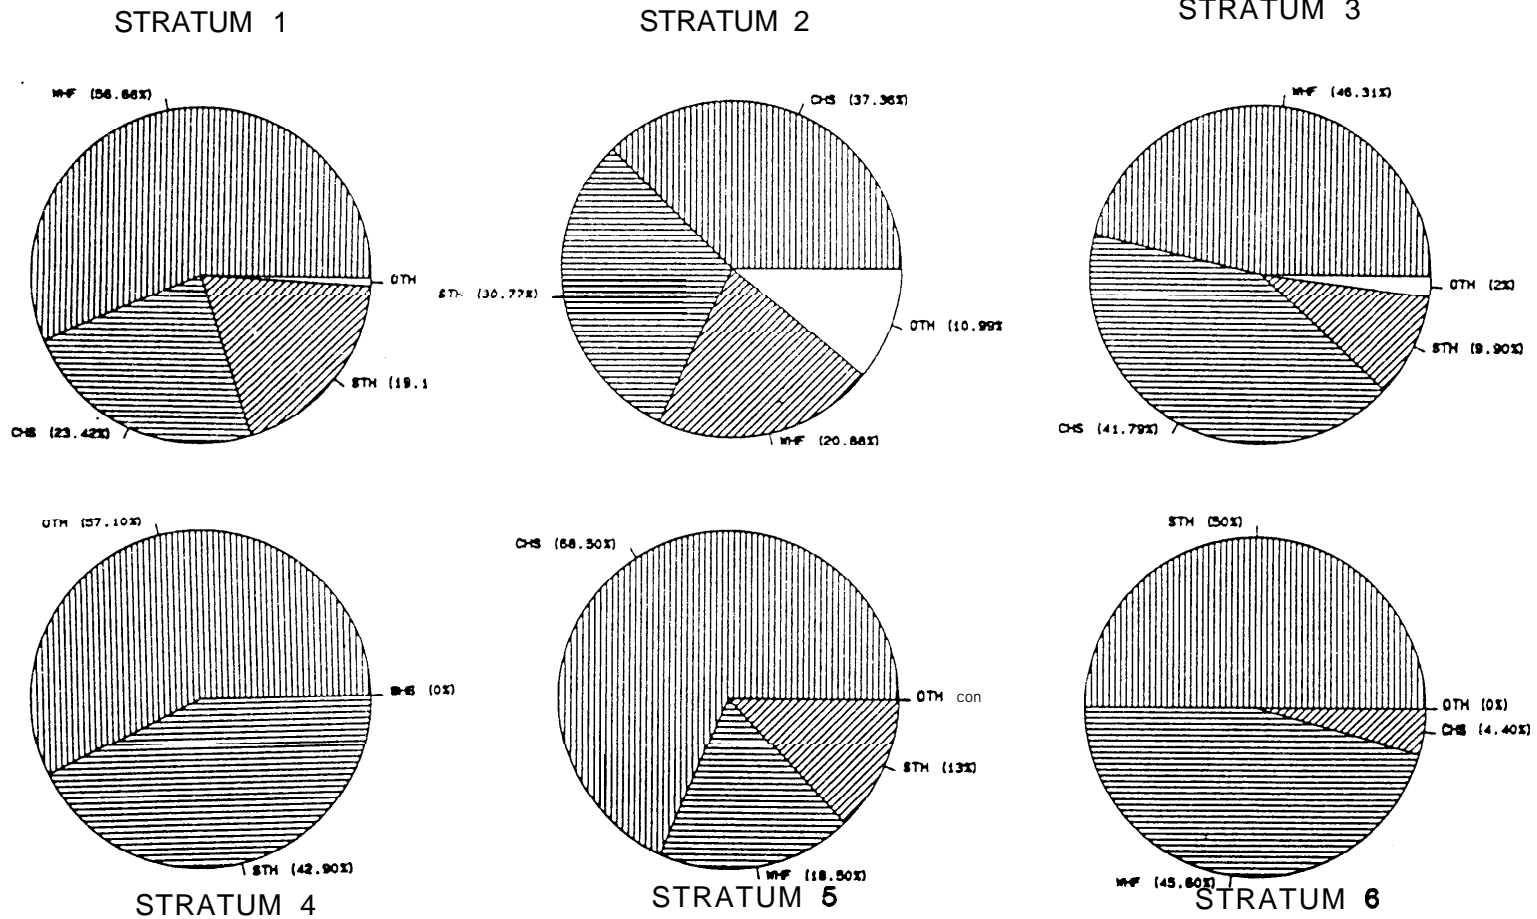 STRATUM 1
STRATUM 2
STRATUM 3
WHF (56.66%)
OTH
STH (19.1
CHS (23.42%)
CHS (37.36%)
STH (30.77%)
OTH (10.99%
WHF (20.88%)
WHF (46.31%)
OTH (2%)
STH (9.90%)
CHS (41.79%)
OTH (57.10%)
(0%)
STH (42.90%)
STRATUM 4
CHS (68.50%)
OTH con
STH (13%)
WHF (18.50%)
STRATUM 5
STH (50%)
OTH (0%)
CHS (4.40%)
WHF (45.60%)
STRATUM 6